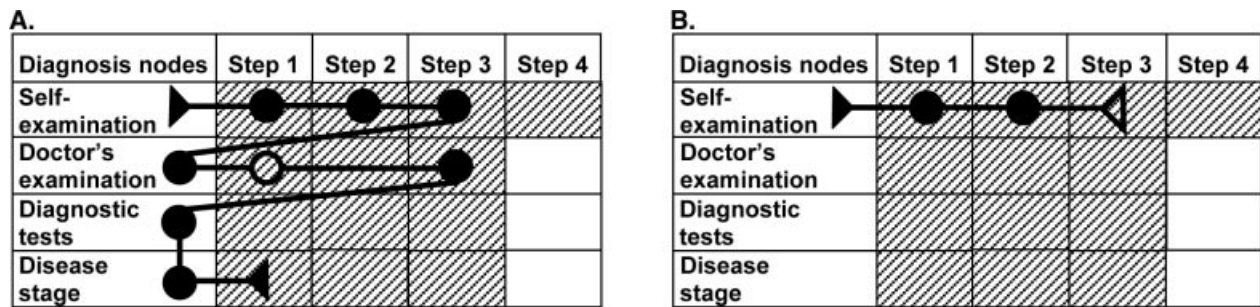 A.
Diagnosis nodes Step 1 Step 2 Step 3 Step 4
Self-
examination
Doctor's
examination
Diagnostic
tests
Disease
stage
B.
Diagnosis nodes Step 1 Step 2 Step 3 Step 4
Self-
examination
Doctor's
examination
Diagnostic
tests
Disease
stage